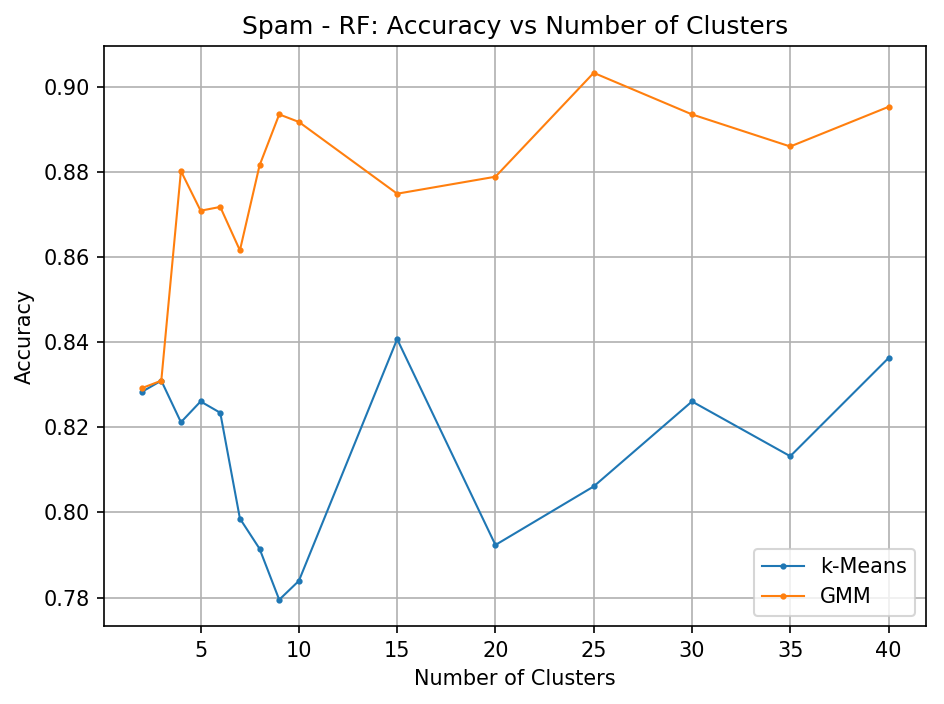 Spam - RF: Accuracy vs Number of Clusters
Accuracy
0.90
0.88
0.86
0.84
0.82
0.80
0.78
5 10 15 20 25 30 35 40
Number of Clusters
k-Means
GMM